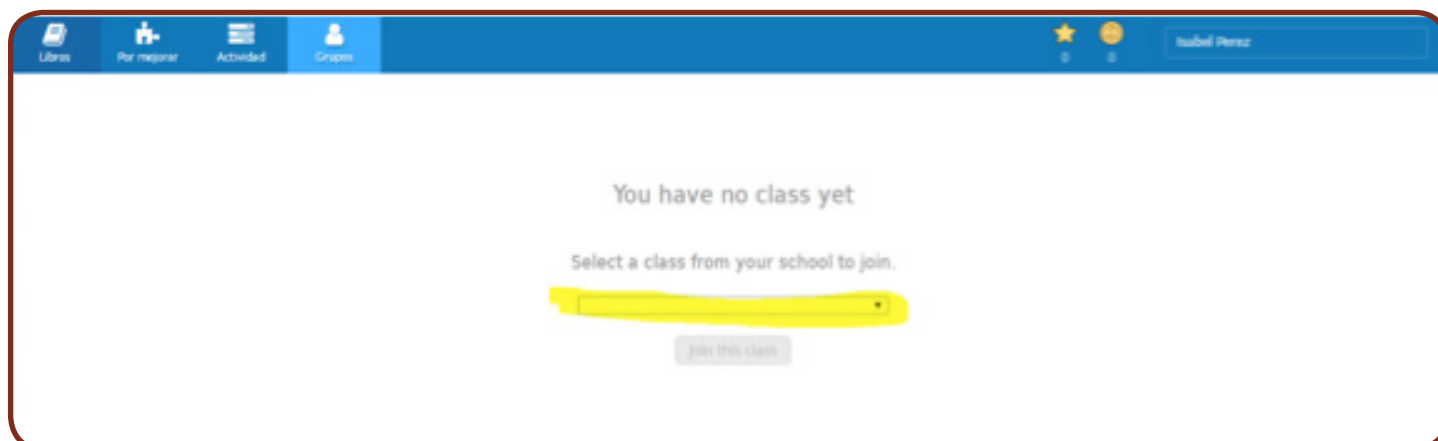 Libros
Por mejorar
Actividad
Grupos
0
0
Isabel Perez
You have no class yet
Select a class from your school to join.
Join this class